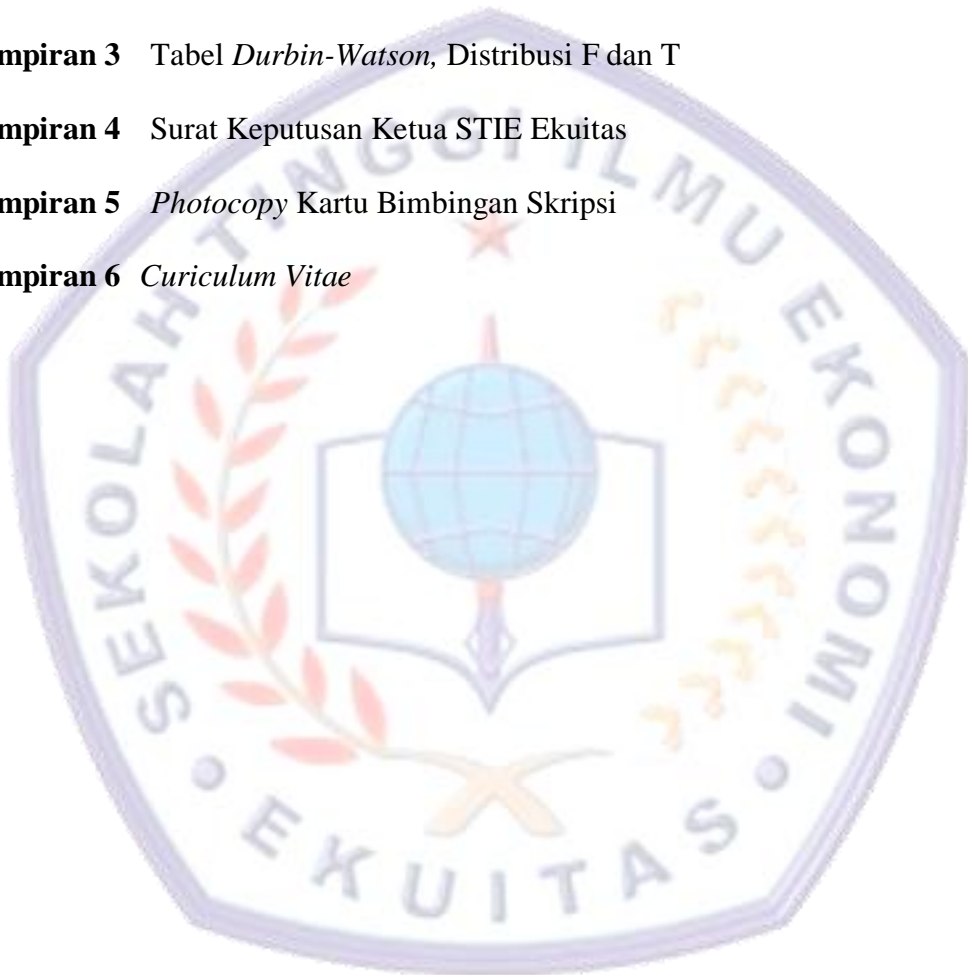 mpiran 3 Tabel Durbin-Watson, Distribusi F dan T
mpiran 4 Surat Keputusan Ketua STIE Ekuitas
mpiran 5 Photocopy Kartu Bimbingan Skripsi
mpiran 6 Curiculum Vitae
SEKOLAH TINGGI ILMU EKONOMI
EKUITAS